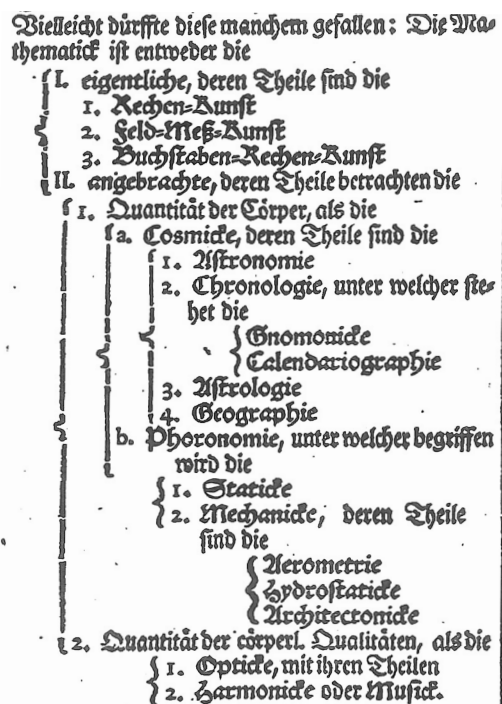 Vielleicht dürffte diese manchem gefallen: Die Ma-
thematick ist entweder die
I. eigentliche, deren Theile sind die
1. Rechen-Kunst
2. Feld-Meß-Kunst
3. Buchstaben-Rechen-Kunst
II. angebrachte, deren Theile betrachten die
1. Quantität der Cörper, als die
a. Cosmicke, deren Theile sind die
1. Astronomie
2. Chronologie, unter welcher ste-
het die
Gnomonicke
Calendariographie
3. Astrologie
4. Geographie
b. Phoronomie, unter welcher begriffen
wird die
1. Staticke
2. Mechanicke, deren Theile
sind die
Aerometrie
Hydrostaticke
Architectonicke
2. Quantität der cörperl. Qualitäten, als die
1. Opticke, mit ihren Theilen
2. Harmonicke oder Musick.